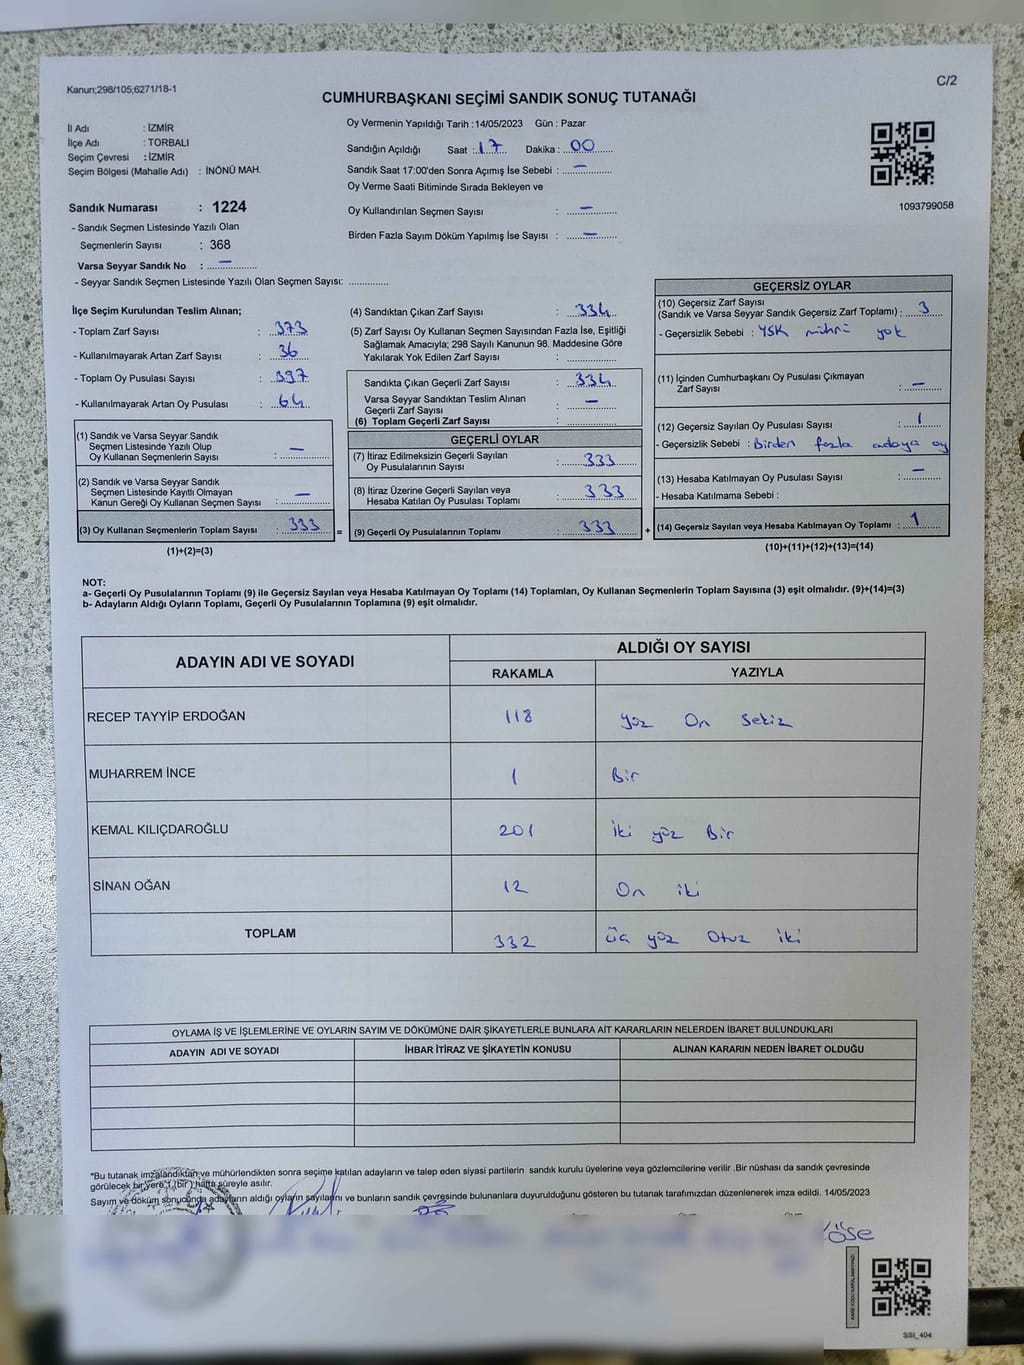 Kanun;298/105;6271/18-1
C/2
CUMHURBAŞKANI SEÇİMİ SANDIK SONUÇ TUTANAĞI
İl Adı : İZMİR
İlçe Adı : TORBALI
Seçim Çevresi : İZMİR
Seçim Bölgesi (Mahalle Adı) : İNÖNÜ MAH.
Sandık Numarası : 1224
- Sandık Seçmen Listesinde Yazılı Olan
Seçmenlerin Sayısı : 368
Varsa Seyyar Sandık No : —
- Seyyar Sandık Seçmen Listesinde Yazılı Olan Seçmen Sayısı: ..............
Oy Vermenin Yapıldığı Tarih :14/05/2023 Gün : Pazar
Sandığın Açıldığı Saat : 17 Dakika : 00
Sandık Saat 17:00'den Sonra Açımış İse Sebebi : —
Oy Verme Saati Bitiminde Sırada Bekleyen ve
Oy Kullandırılan Seçmen Sayısı : —
Birden Fazla Sayım Döküm Yapılmış İse Sayısı : —
1093799058
İlçe Seçim Kurulundan Teslim Alınan;
- Toplam Zarf Sayısı : 373
- Kullanılmayarak Artan Zarf Sayısı : 36
- Toplam Oy Pusulası Sayısı : 397
- Kullanılmayarak Artan Oy Pusulası : 64
(1) Sandık ve Varsa Seyyar Sandık
Seçmen Listesinde Yazılı Olup
Oy Kullanan Seçmenlerin Sayısı : —
(2) Sandık ve Varsa Seyyar Sandık
Seçmen Listesinde Kayıtlı Olmayan
Kanun Gereği Oy Kullanan Seçmen Sayısı : —
(3) Oy Kullanan Seçmenlerin Toplam Sayısı : 333 =
(1)+(2)=(3)
(4) Sandıktan Çıkan Zarf Sayısı : 334
(5) Zarf Sayısı Oy Kullanan Seçmen Sayısından Fazla İse, Eşitliği
Sağlamak Amacıyla; 298 Sayılı Kanunun 98. Maddesine Göre
Yakılarak Yok Edilen Zarf Sayısı : ..............
Sandıkta Çıkan Geçerli Zarf Sayısı : 334
Varsa Seyyar Sandıktan Teslim Alınan
Geçerli Zarf Sayısı : —
(6) Toplam Geçerli Zarf Sayısı : ..............
GEÇERLİ OYLAR
(7) İtiraz Edilmeksizin Geçerli Sayılan
Oy Pusulalarının Sayısı : 333
(8) İtiraz Üzerine Geçerli Sayılan veya
Hesaba Katılan Oy Pusulası Toplamı : 333
(9) Geçerli Oy Pusulalarının Toplamı : 333 +
GEÇERSİZ OYLAR
(10) Geçersiz Zarf Sayısı
(Sandık ve Varsa Seyyar Sandık Geçersiz Zarf Toplamı) : 3
- Geçersizlik Sebebi : YSK mührü yok
(11) İçinden Cumhurbaşkanı Oy Pusulası Çıkmayan
Zarf Sayısı : —
(12) Geçersiz Sayılan Oy Pusulası Sayısı : 1
- Geçersizlik Sebebi : Birden fazla adaya oy
(13) Hesaba Katılmayan Oy Pusulası Sayısı : —
- Hesaba Katılmama Sebebi :
(14) Geçersiz Sayılan veya Hesaba Katılmayan Oy Toplamı : 1
(10)+(11)+(12)+(13)=(14)
NOT:
a- Geçerli Oy Pusulalarının Toplamı (9) ile Geçersiz Sayılan veya Hesaba Katılmayan Oy Toplamı (14) Toplamları, Oy Kullanan Seçmenlerin Toplam Sayısına (3) eşit olmalıdır. (9)+(14)=(3)
b- Adayların Aldığı Oyların Toplamı, Geçerli Oy Pusulalarının Toplamına (9) eşit olmalıdır.
ADAYIN ADI VE SOYADI ALDIĞI OY SAYISI
RAKAMLA YAZIYLA
RECEP TAYYİP ERDOĞAN 118 yüz On Sekiz
MUHARREM İNCE 1 Bir
KEMAL KILIÇDAROĞLU 201 iki yüz Bir
SİNAN OĞAN 12 On iki
TOPLAM 332 üç yüz Otuz iki
OYLAMA İŞ VE İŞLEMLERİNE VE OYLARIN SAYIM VE DÖKÜMÜNE DAİR ŞİKAYETLERLE BUNLARA AİT KARARLARIN NELERDEN İBARET BULUNDUKLARI
ADAYIN ADI VE SOYADI İHBAR İTİRAZ VE ŞİKAYETİN KONUSU ALINAN KARARIN NEDEN İBARET OLDUĞU
*Bu tutanak imzalandıktan ve mühürlendikten sonra seçime katılan adayların ve talep eden siyasi partilerin sandık kurulu üyelerine veya gözlemcilerine verilir .Bir nüshası da sandık çevresinde
görülecek bir yere 1 (bir ) hafta süreyle asılır.
Sayım ve döküm sonucunda adayların aldığı oyların sayılarını ve bunların sandık çevresinde bulunanlara duyurulduğunu gösteren bu tutanak tarafımızdan düzenlenerek imza edildi. 14/05/2023
SSI_404